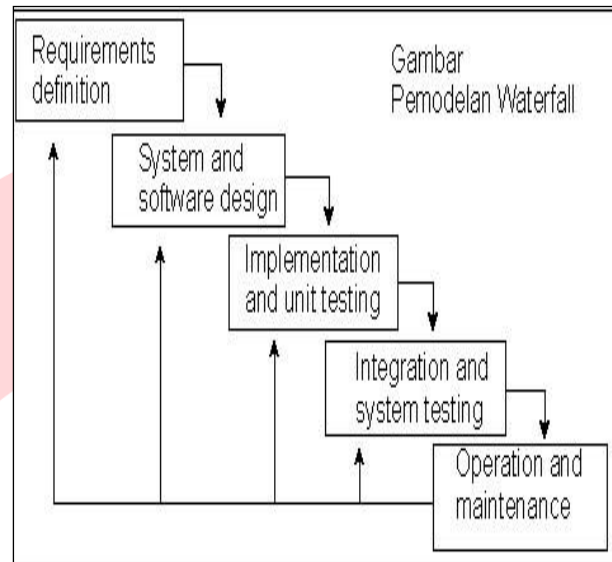 Requirements
definition
Gambar
Pemodelan Waterfall
System and
software design
Implementation
and unit testing
Integration and
system testing
Operation and
maintenance